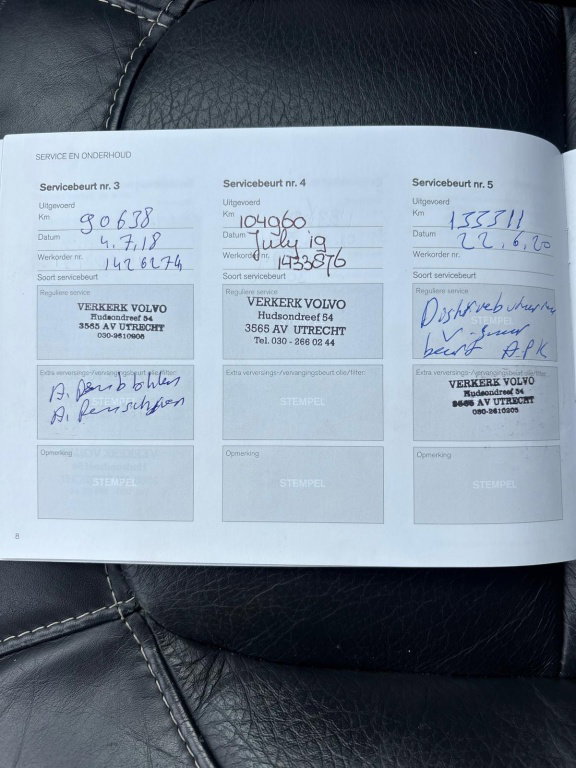 SERVICE EN ONDERHOUD
Servicebeurt nr. 3
Uitgevoerd
Km 90638
Datum 4.7.18
Werkorder nr. 1426274
Soort servicebeurt
Reguliere service
VERKERK VOLVO
Hudsondreef 54
3565 AV UTRECHT
030-2610205
Extra verversings-/vervangingsbeurt olie/filter:
STEMPEL
Opmerking
STEMPEL
Servicebeurt nr. 4
Uitgevoerd
Km 104960
Datum July 19
Werkorder nr. 1433876
Soort servicebeurt
Reguliere service
VERKERK VOLVO
Hudsondreef 54
3565 AV UTRECHT
Tel. 030 - 266 02 44
Extra verversings-/vervangingsbeurt olie/filter:
STEMPEL
Opmerking
STEMPEL
Servicebeurt nr. 5
Uitgevoerd
Km 133311
Datum 22.6.20
Werkorder nr.
Soort servicebeurt
Reguliere service
STEMPEL
beurt APK
Extra verversings-/vervangingsbeurt olie/filter:
VERKERK VOLVO
Hudsondreef 54
3565 AV UTRECHT
030-2610205
Opmerking
STEMPEL
8